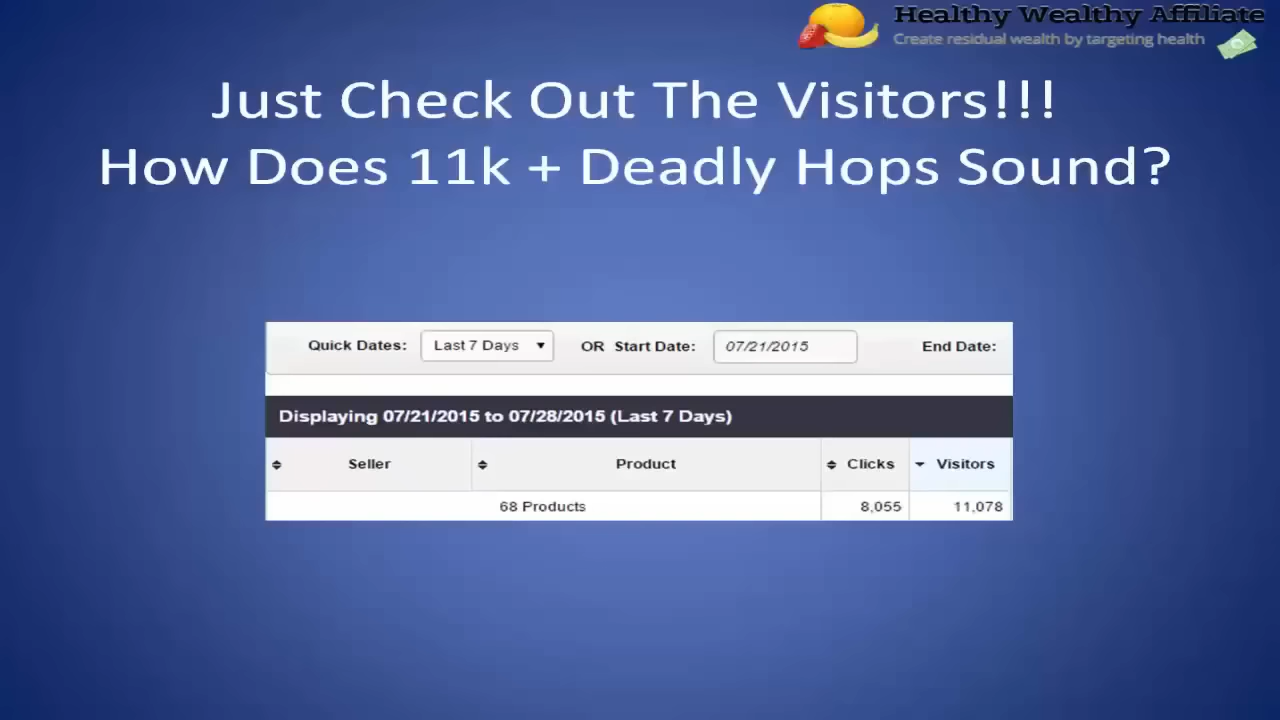 Healthy Wealthy Affiliate
Create residual wealth by targeting health
Just Check Out The Visitors!!!
How Does 11k + Deadly Hops Sound?
Quick Dates: Last 7 Days OR Start Date: 07/21/2015 End Date:
Displaying 07/21/2015 to 07/28/2015 (Last 7 Days)
Seller Product Clicks Visitors
68 Products 8,055 11,078